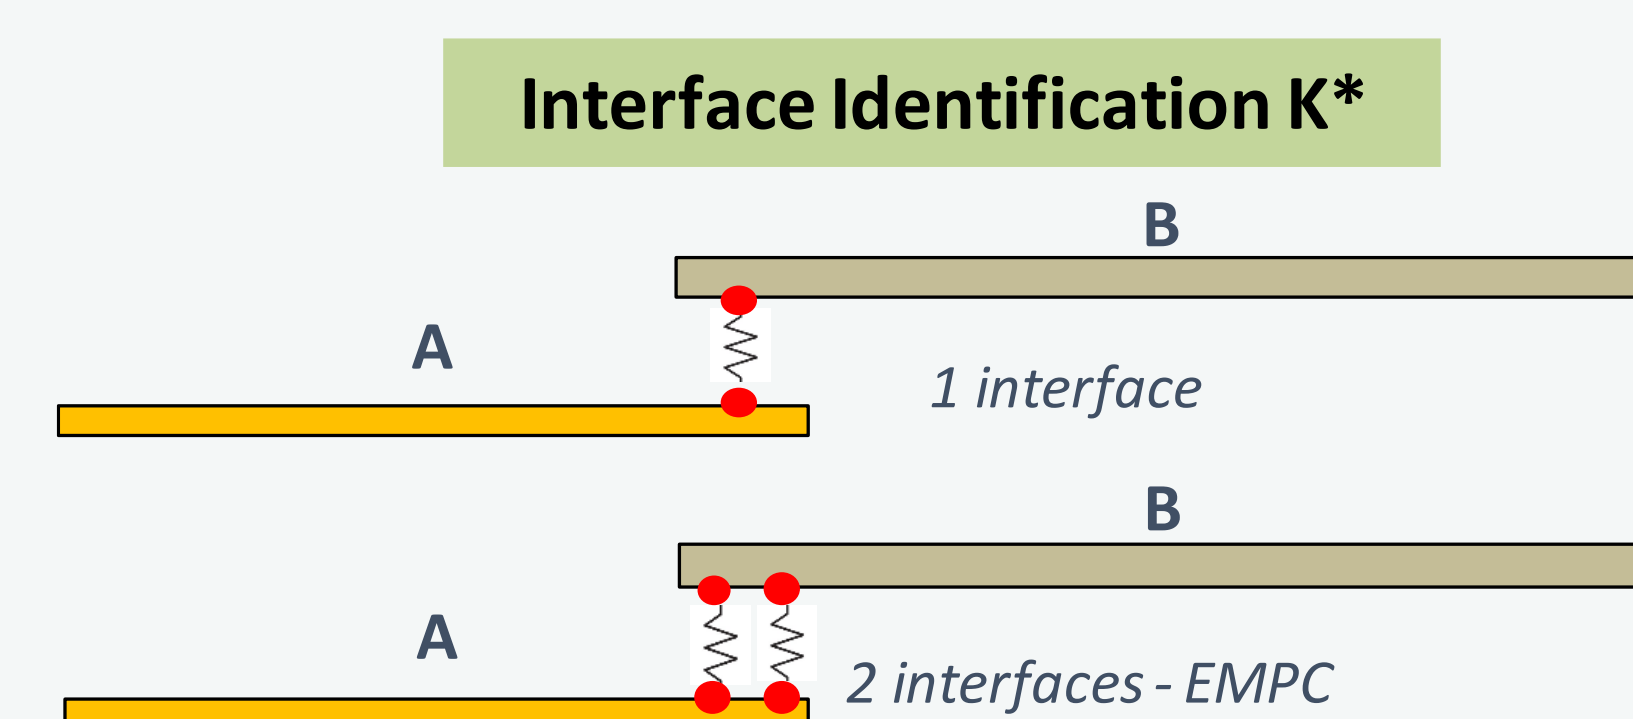 Interface Identification K*
B
A
1 interface
B
A
2 interfaces - EMPC